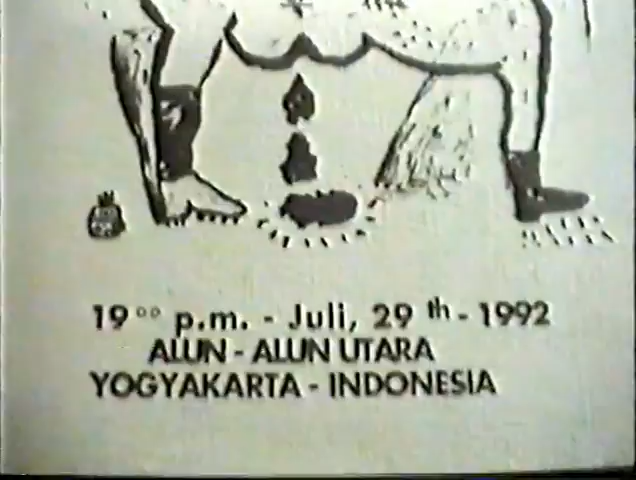 19⁰⁰ p.m. - Juli, 29 th - 1992
ALUN - ALUN UTARA
YOGYAKARTA - INDONESIA